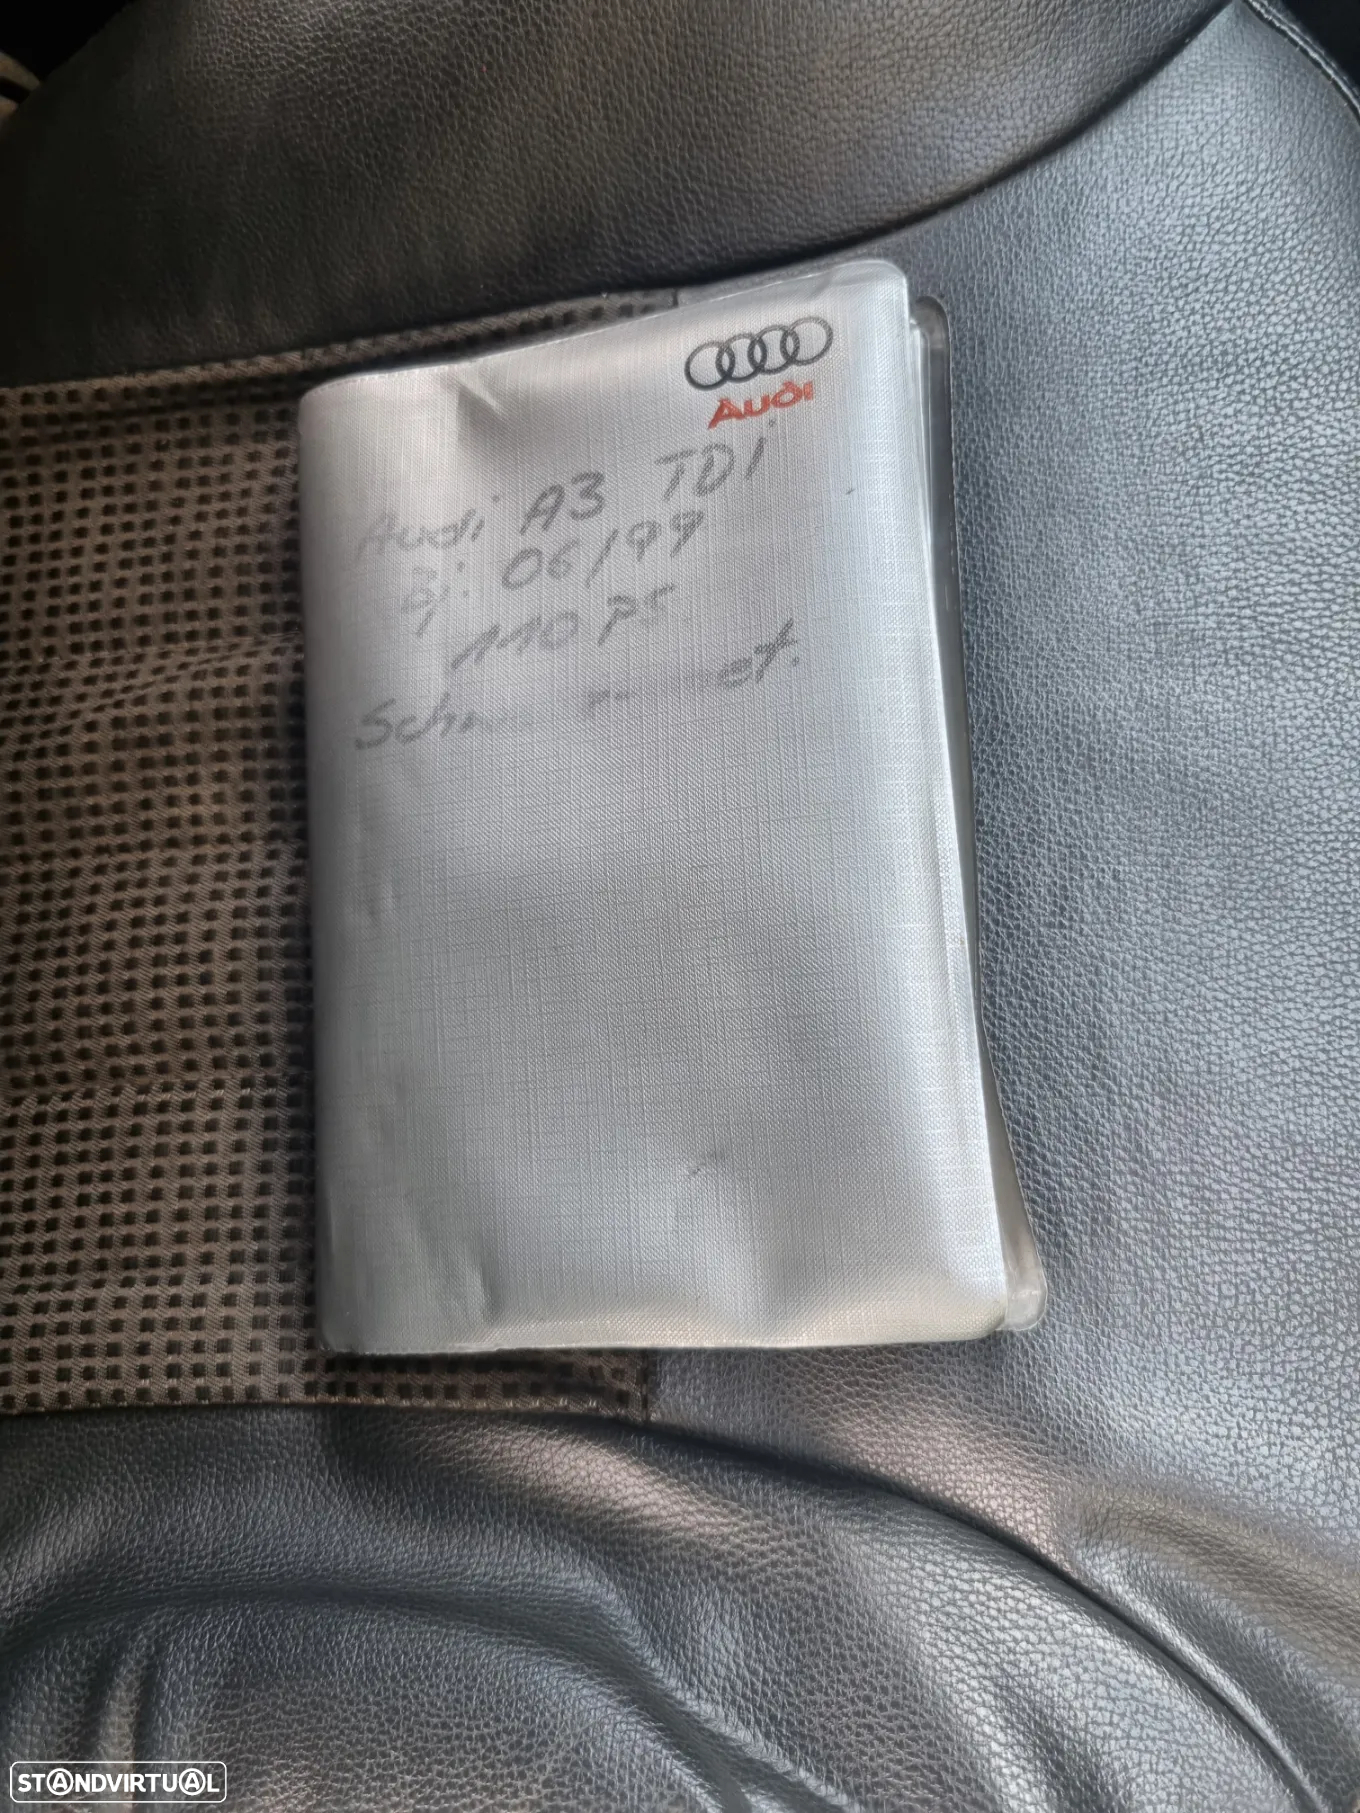 Audi
Audi A3 TDi
Bj: 06/99
110 PS
STANDVIRTUAL